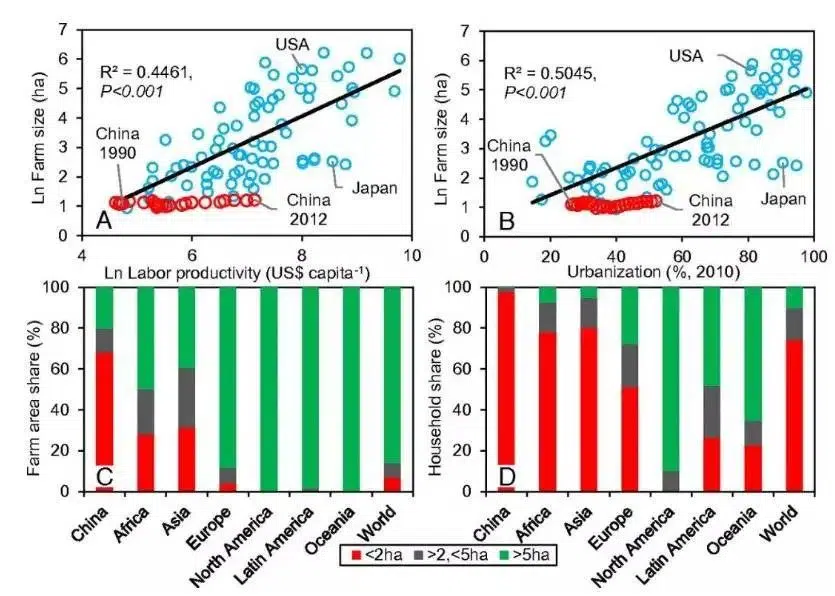 Ln Farm size (ha)
7
6
5
4
3
2
1
0
R² = 0.4461,
P<0.001
USA
China
1990
A
Japan
China
2012
4
6
8
10
Ln Labor productivity (US$ capita-¹)
Ln Farm size (ha)
7
6
5
4
3
2
1
0
R² = 0.5045,
P<0.001
USA
China
1990
B
China
2012
Japan
0
20
40
60
80
100
Urbanization (%, 2010)
Farm area share (%)
100
80
60
40
20
0
C
China
Africa
Asia
Europe
North America
Latin America
Oceania
World
Household share (%)
100
80
60
40
20
0
D
China
Africa
Asia
Europe
North America
Latin America
Oceania
World
<2ha
>2,<5ha
>5ha